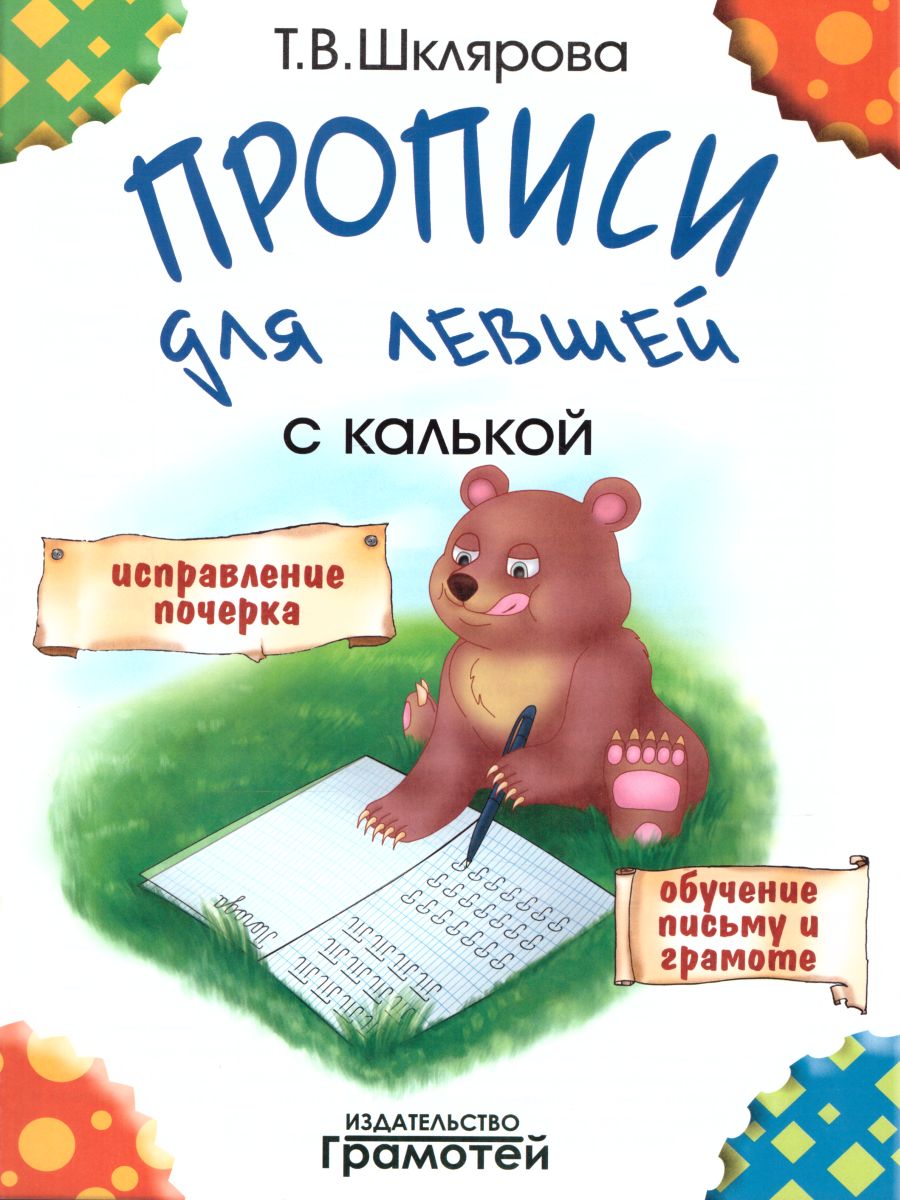 Т.В.Шклярова
ПРОПИСИ
для ЛЕВШЕЙ
с калькой
исправление
почерка
обучение
письму и
грамоте
ИЗДАТЕЛЬСТВО
Грамотей